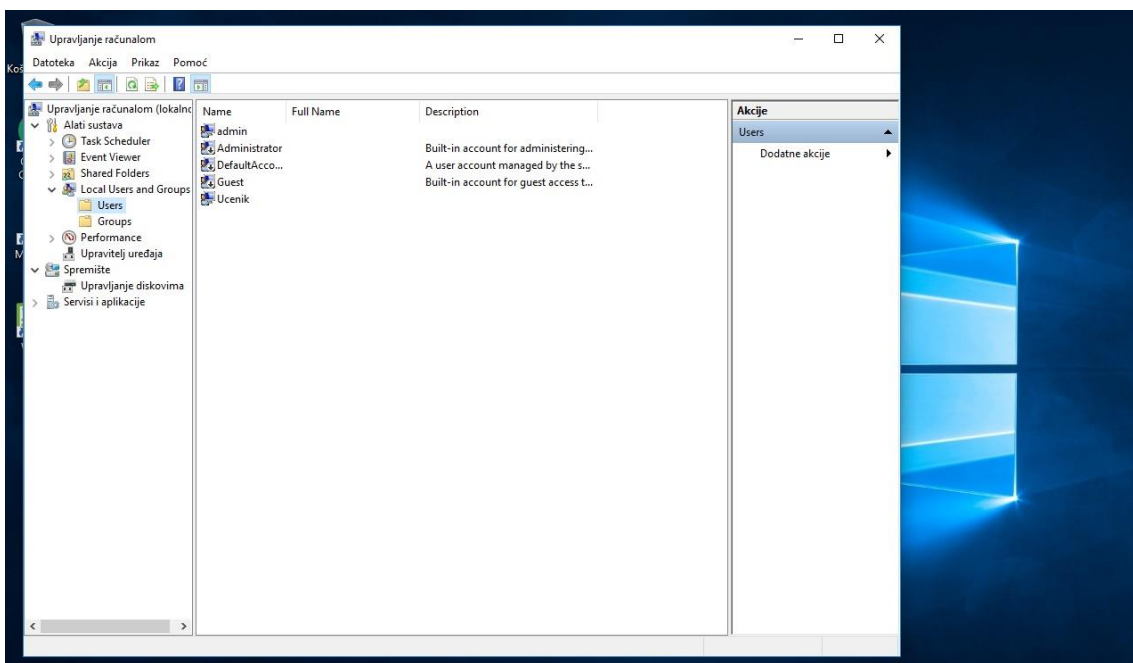 Koš
Upravljanje računalom
Datoteka Akcija Prikaz Pomoć
Upravljanje računalom (lokalno
Alati sustava
Task Scheduler
Event Viewer
Shared Folders
Local Users and Groups
Users
Groups
Performance
Upravitelj uređaja
Spremište
Upravljanje diskovima
Servisi i aplikacije
Name Full Name Description
admin
Administrator Built-in account for administering...
DefaultAcco... A user account managed by the s...
Guest Built-in account for guest access t...
Ucenik
Akcije
Users
Dodatne akcije